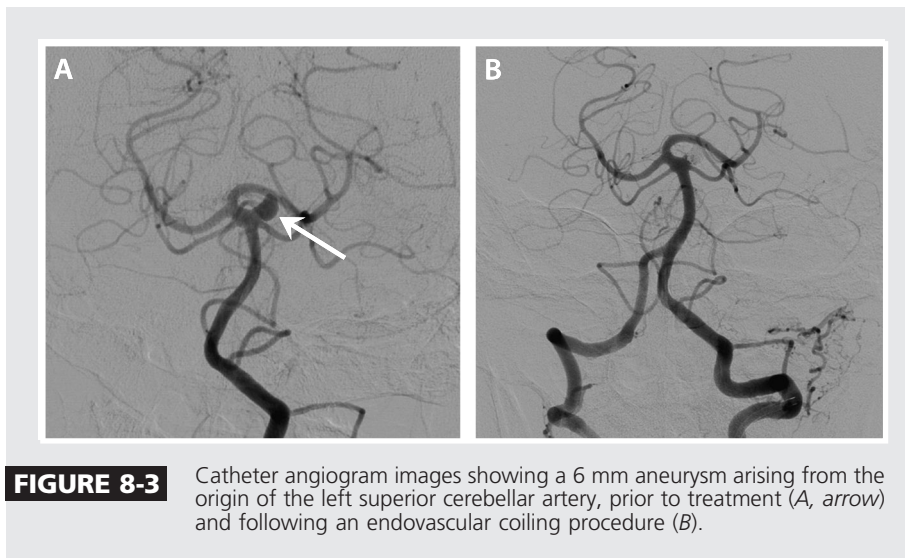 A
B
FIGURE 8-3
Catheter angiogram images showing a 6 mm aneurysm arising from the
origin of the left superior cerebellar artery, prior to treatment (A, arrow)
and following an endovascular coiling procedure (B).